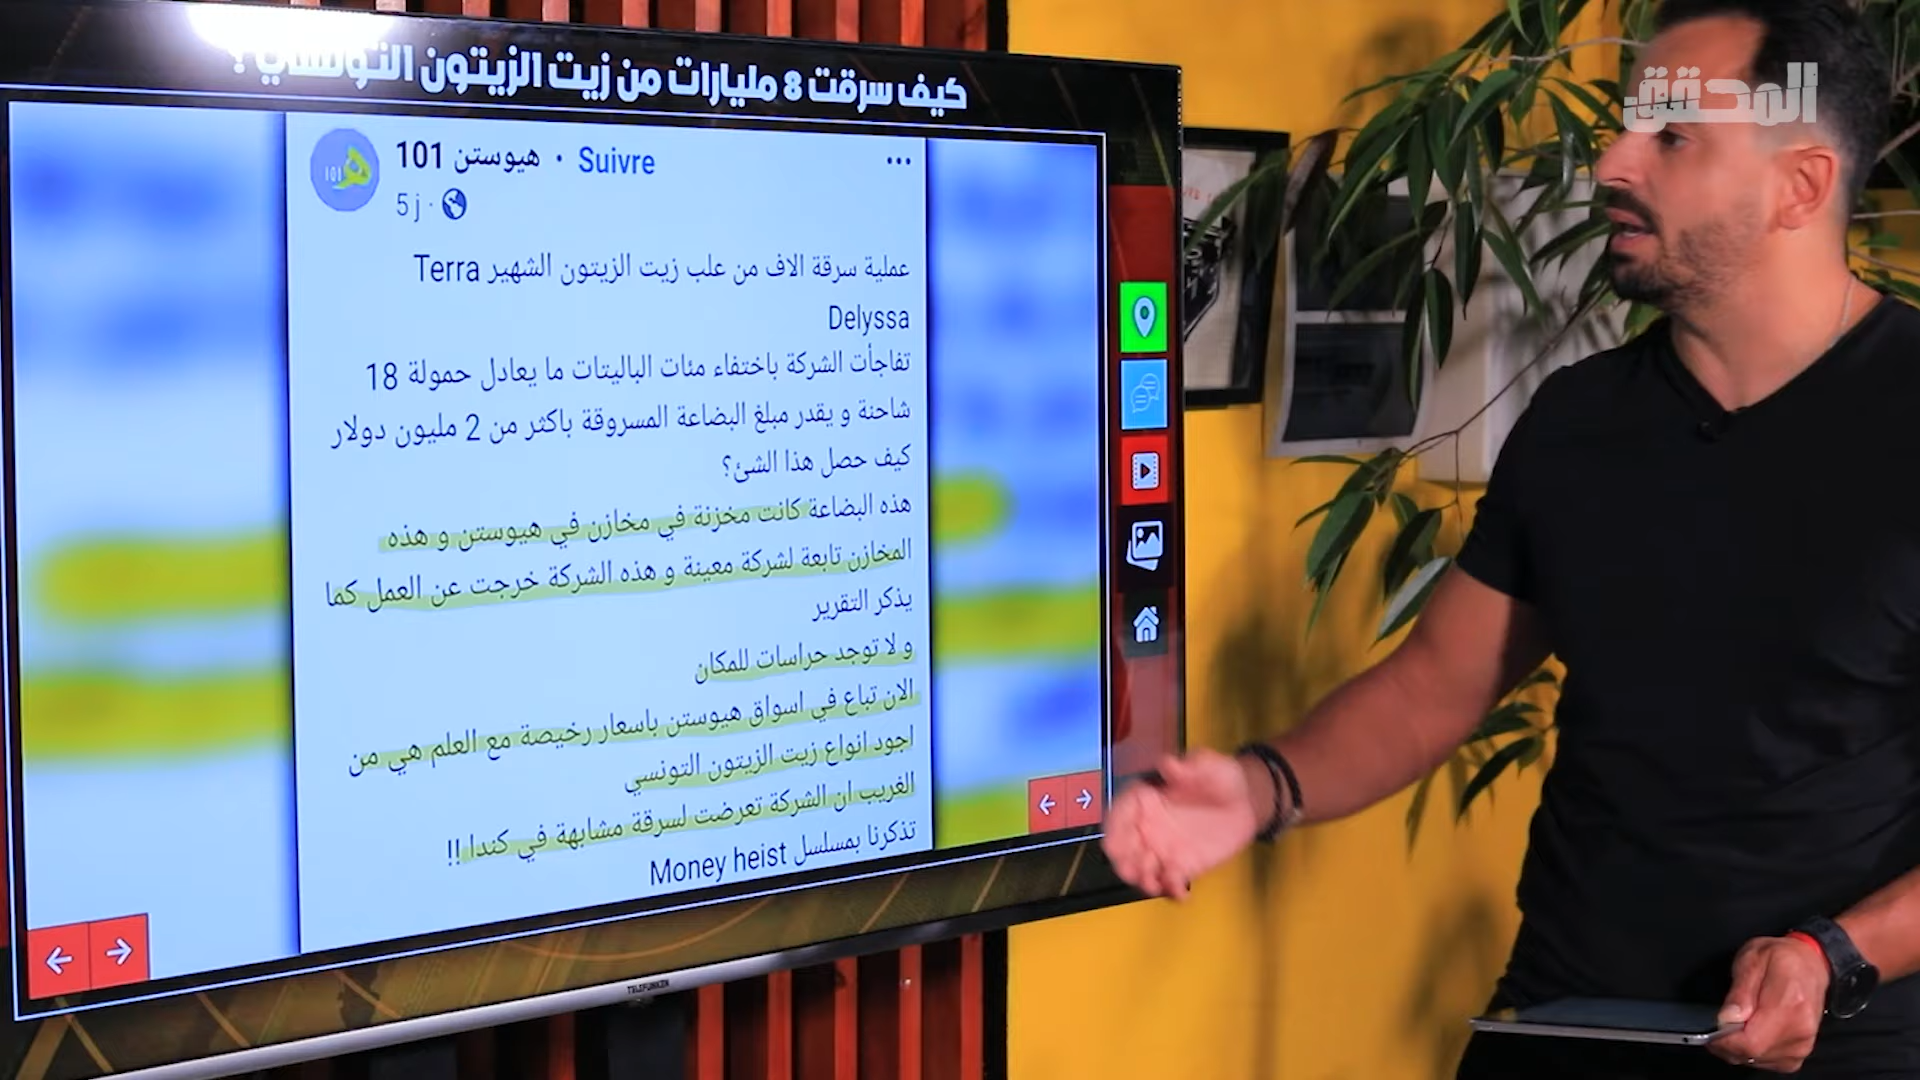 كيف سرقت 8 مليارات من زيت الزيتون التونسي ؟
المحقق
هيوستن 101 · Suivre
5 j ·
عملية سرقة الاف من علب زيت الزيتون الشهير Terra
Delyssa
تفاجأت الشركة باختفاء مئات الباليتات ما يعادل حمولة 18
شاحنة و يقدر مبلغ البضاعة المسروقة باكثر من 2 مليون دولار
كيف حصل هذا الشئ؟
هذه البضاعة كانت مخزنة في مخازن في هيوستن و هذه
المخازن تابعة لشركة معينة و هذه الشركة خرجت عن العمل كما
يذكر التقرير
و لا توجد حراسات للمكان
الان تباع في اسواق هيوستن باسعار رخيصة مع العلم هي من
اجود انواع زيت الزيتون التونسي
الغريب ان الشركة تعرضت لسرقة مشابهة في كندا !!
تذكرنا بمسلسل Money heist
TELEFUNKEN